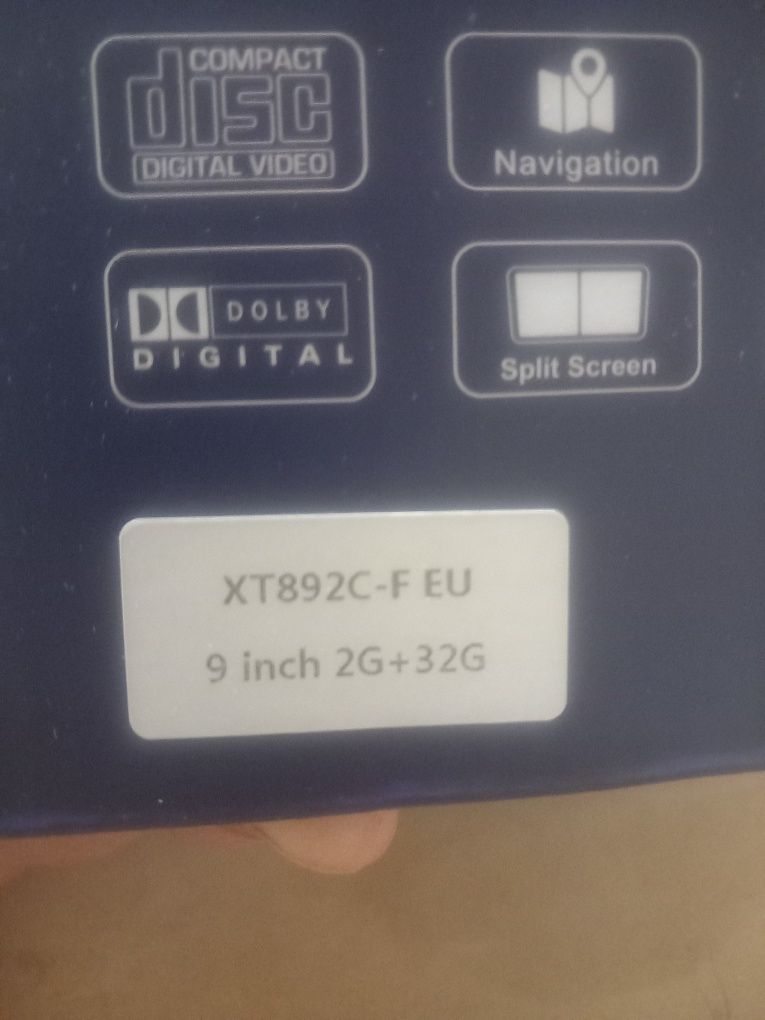 COMPACT
disc
DIGITAL VIDEO
Navigation
DOLBY
DIGITAL
Split Screen
XT892C-F EU
9 inch 2G+32G